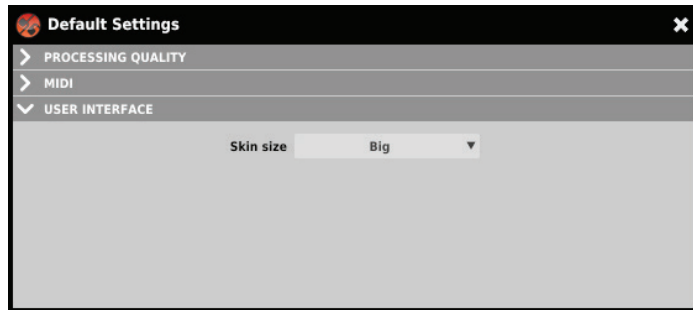 Default Settings
PROCESSING QUALITY
MIDI
USER INTERFACE
Skin size Big